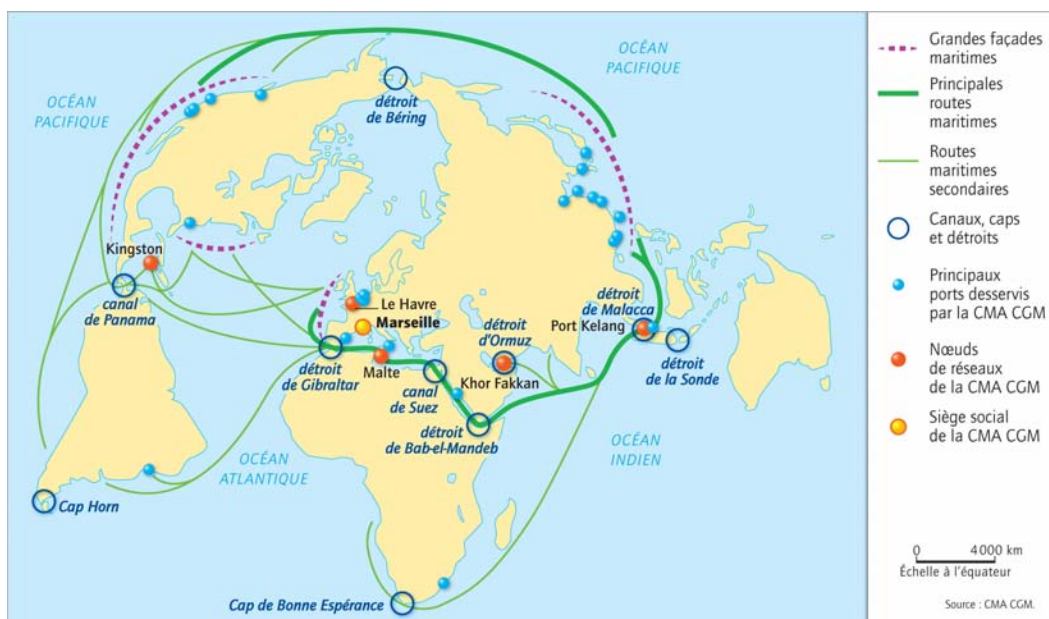 OCÉAN
PACIFIQUE
OCÉAN
PACIFIQUE
détroit
de Béring
Kingston
canal
de Panama
Le Havre
Marseille
détroit
de Gibraltar
Malte
canal
de Suez
détroit
d'Ormuz
Khor Fakkan
détroit
de Bab-el-Mandeb
détroit
de Malacca
Port Kelang
détroit
de la Sonde
OCÉAN
ATLANTIQUE
OCÉAN
INDIEN
Cap Horn
Cap de Bonne Espérance
Grandes façades
maritimes
Principales
routes
maritimes
Routes
maritimes
secondaires
Canaux, caps
et détroits
Principaux
ports desservis
par la CMA CGM
Nœuds
de réseaux
de la CMA CGM
Siège social
de la CMA CGM
0 4000 km
Échelle à l'équateur
Source : CMA CGM.